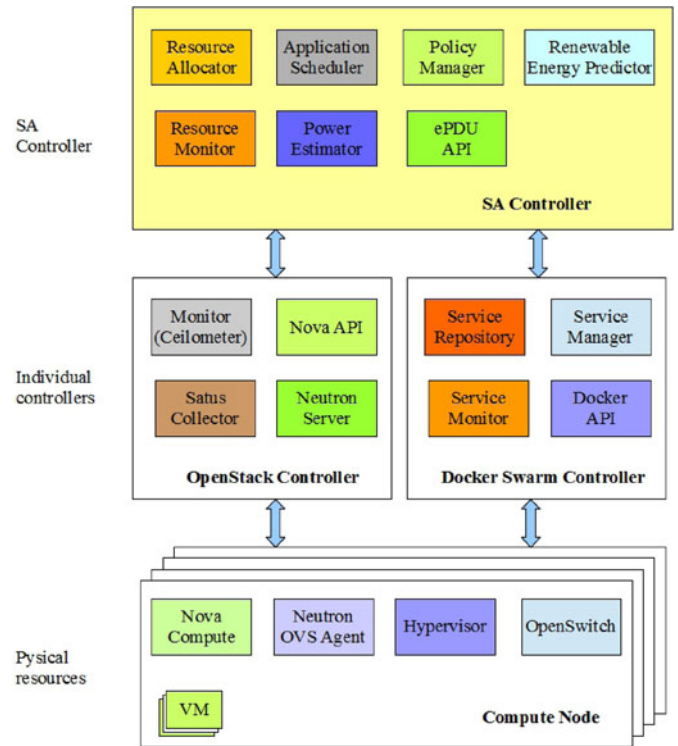 Resource Allocator
Application Scheduler
Policy Manager
Renewable Energy Predictor
SA Controller
Resource Monitor
Power Estimator
ePDU API
SA Controller
Monitor (Ceilometer)
Nova API
Service Repository
Service Manager
Individual controllers
Satus Collector
Neutron Server
Service Monitor
Docker API
OpenStack Controller
Docker Swarm Controller
Nova Compute
Neutron OVS Agent
Hypervisor
OpenSwitch
Pysical resources
VM
Compute Node